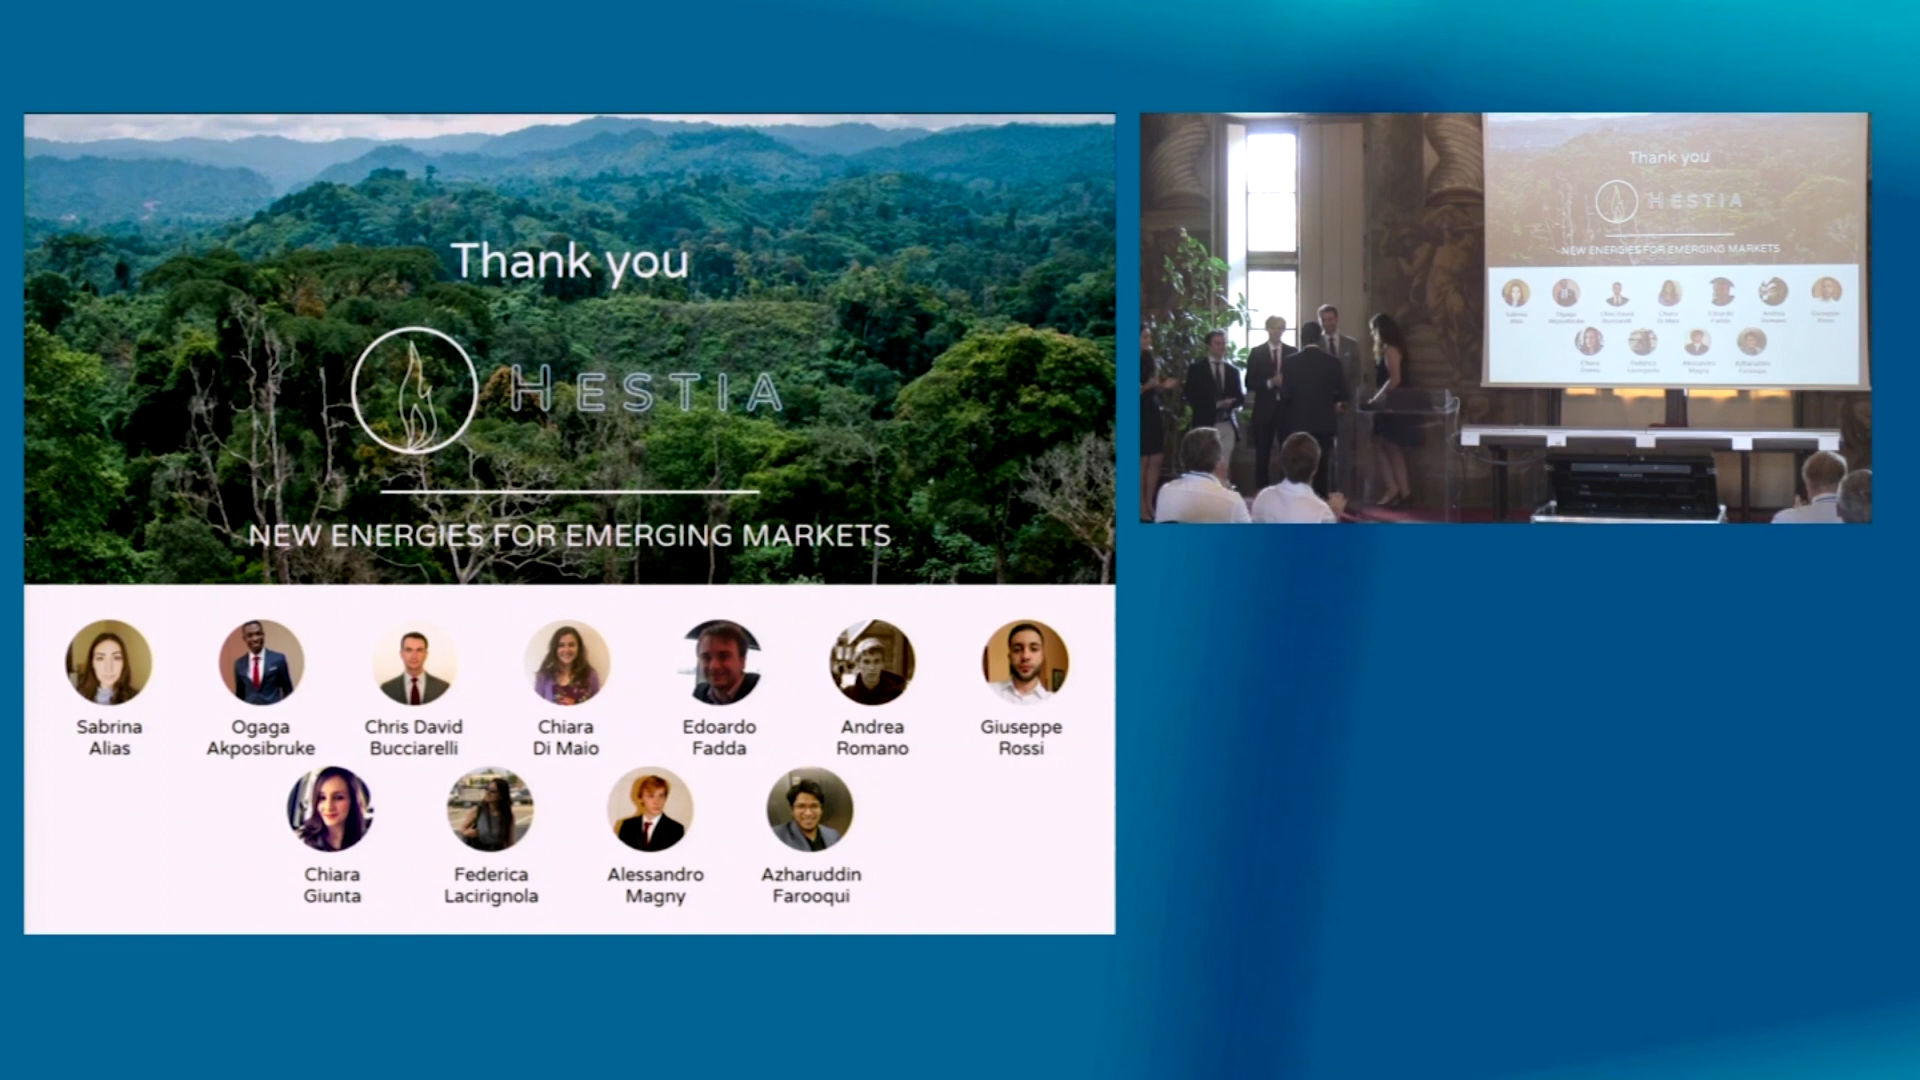 Thank you
HESTIA
NEW ENERGIES FOR EMERGING MARKETS
Sabrina
Alias
Ogaga
Akposibruke
Chris David
Bucciarelli
Chiara
Di Maio
Edoardo
Fadda
Andrea
Romano
Giuseppe
Rossi
Chiara
Giunta
Federica
Lacirignola
Alessandro
Magny
Azharuddin
Farooqui
Thank you
HESTIA
NEW ENERGIES FOR EMERGING MARKETS